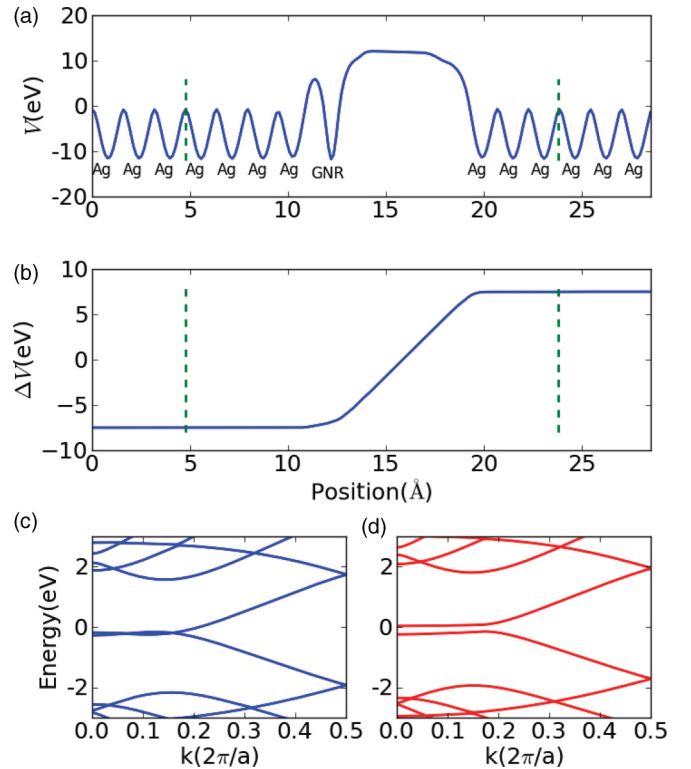 (a)
20
10
0
-10
-20
V(eV)
Ag Ag Ag Ag Ag Ag Ag GNR Ag Ag Ag Ag Ag Ag
0 5 10 15 20 25
(b)
10
5
0
−5
−10
ΔV(eV)
0 5 10 15 20 25
Position(Å)
(c)
2
0
-2
Energy(eV)
0.0 0.1 0.2 0.3 0.4 0.5
k(2π/a)
(d)
2
0
-2
0.0 0.1 0.2 0.3 0.4 0.5
k(2π/a)